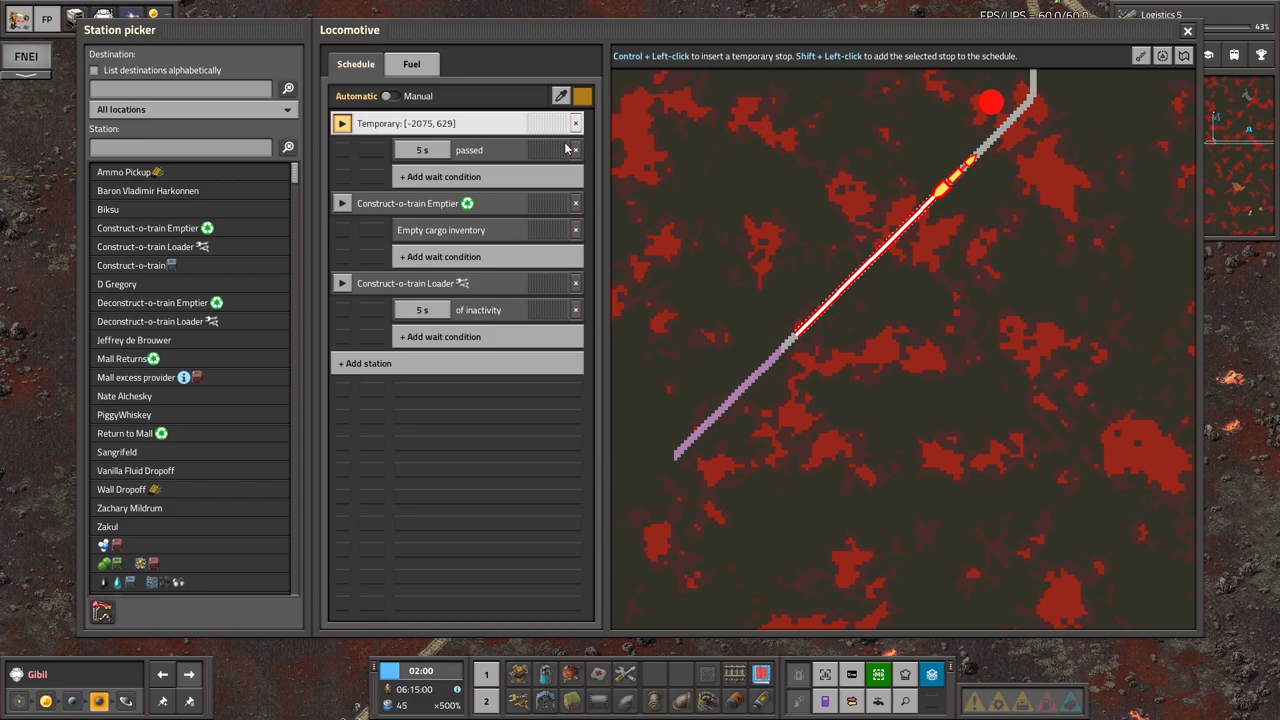 FP
EPS/UPS = 60.0/60.0
Logistics 5
43%
FNEI
Station picker
Destination:
List destinations alphabetically
All locations
Station:
Ammo Pickup
Baron Vladimir Harkonnen
Biksu
Construct-o-train Emptier
Construct-o-train Loader
Construct-o-train
D Gregory
Deconstruct-o-train Emptier
Deconstruct-o-train Loader
Jeffrey de Brouwer
Mall Returns
Mall excess provider
Nate Alchesky
PiggyWhiskey
Return to Mall
Sangrifeld
Vanilla Fluid Dropoff
Wall Dropoff
Zachary Mildrum
Zakul
Locomotive
Schedule
Fuel
Automatic
Manual
Temporary: [-2075, 629]
5 s passed
+ Add wait condition
Construct-o-train Emptier
Empty cargo inventory
+ Add wait condition
Construct-o-train Loader
5 s of inactivity
+ Add wait condition
+ Add station
Control + Left-click to insert a temporary stop. Shift + Left-click to add the selected stop to the schedule.
Gibil
02:00
06:15:00
45 ×500%
1
2